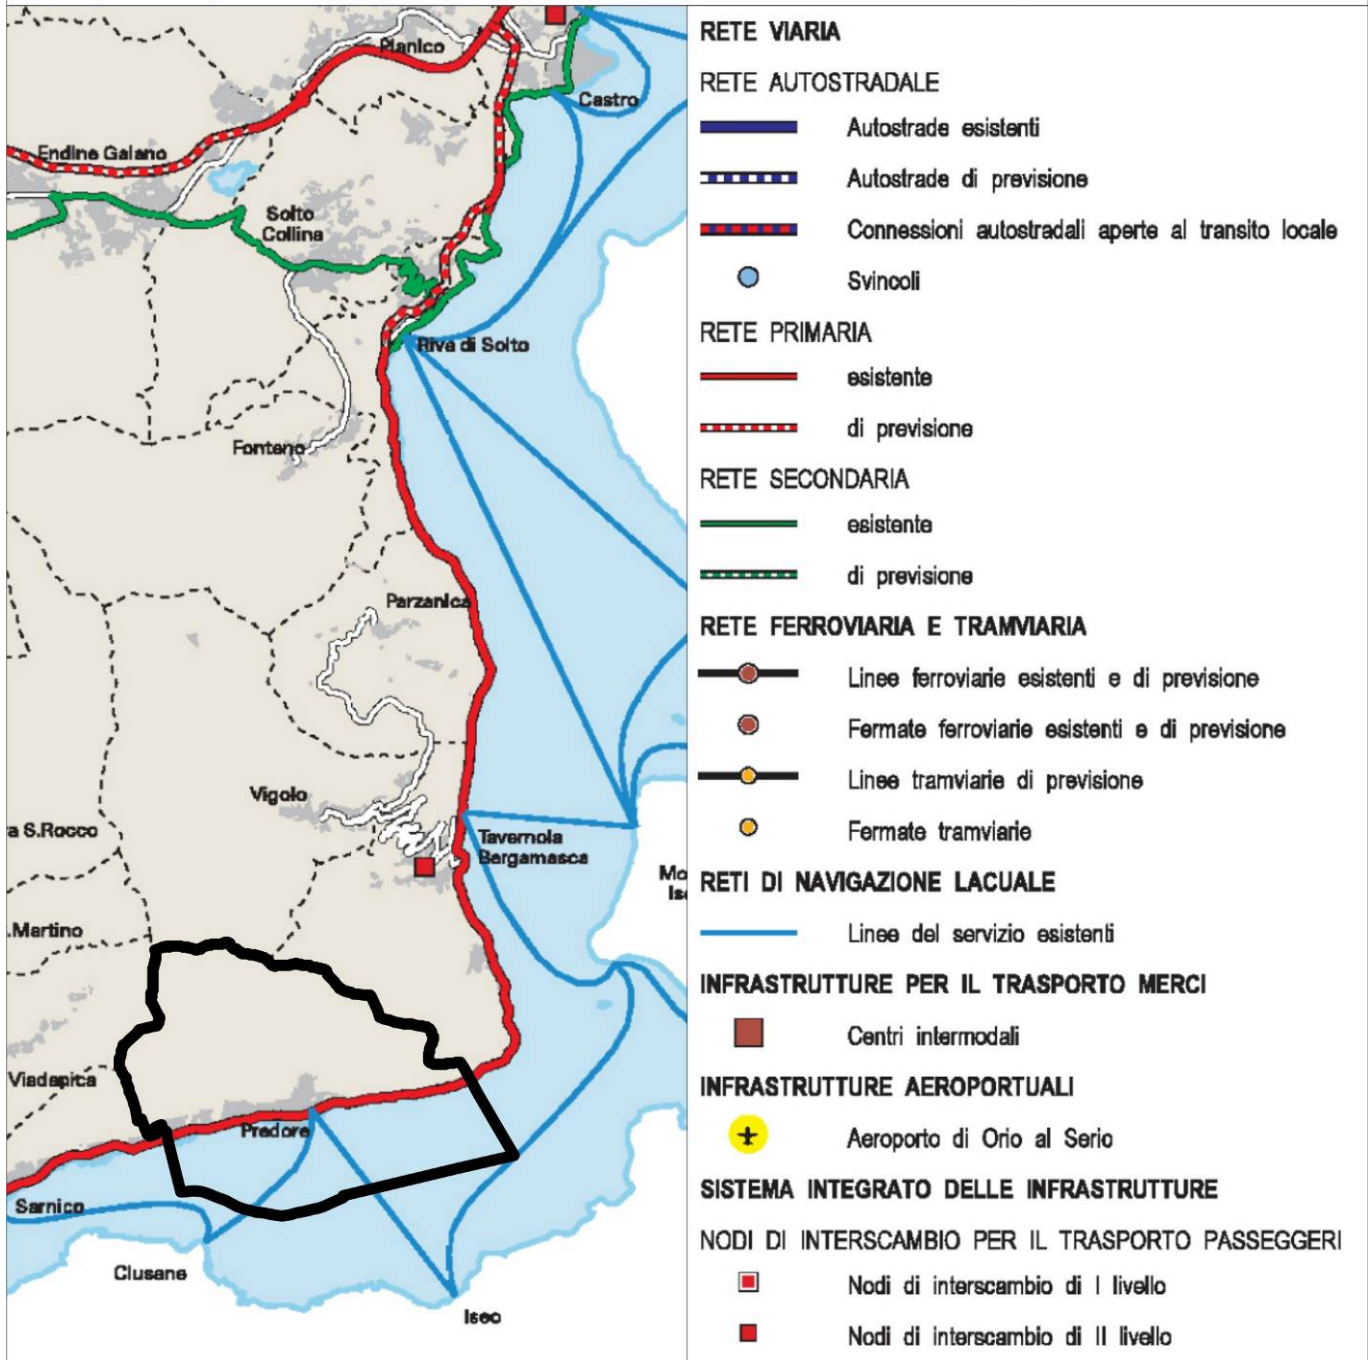 Pianico
Castro
Endine Gaiano
Solto
Collina
Riva di Solto
Fonteno
Parzanica
Vigolo
a S.Rocco
Tavernola
Bergamasca
Mo
Ise
.Martino
Viadapica
Predore
Sarnico
Clusane
Iseo
RETE VIARIA
RETE AUTOSTRADALE
Autostrade esistenti
Autostrade di previsione
Connessioni autostradali aperte al transito locale
Svincoli
RETE PRIMARIA
esistente
di previsione
RETE SECONDARIA
esistente
di previsione
RETE FERROVIARIA E TRAMVIARIA
Linee ferroviarie esistenti e di previsione
Fermate ferroviarie esistenti e di previsione
Linee tramviarie di previsione
Fermate tramviarie
RETI DI NAVIGAZIONE LACUALE
Linee del servizio esistenti
INFRASTRUTTURE PER IL TRASPORTO MERCI
Centri intermodali
INFRASTRUTTURE AEROPORTUALI
Aeroporto di Orio al Serio
SISTEMA INTEGRATO DELLE INFRASTRUTTURE
NODI DI INTERSCAMBIO PER IL TRASPORTO PASSEGGERI
Nodi di interscambio di I livello
Nodi di interscambio di II livello